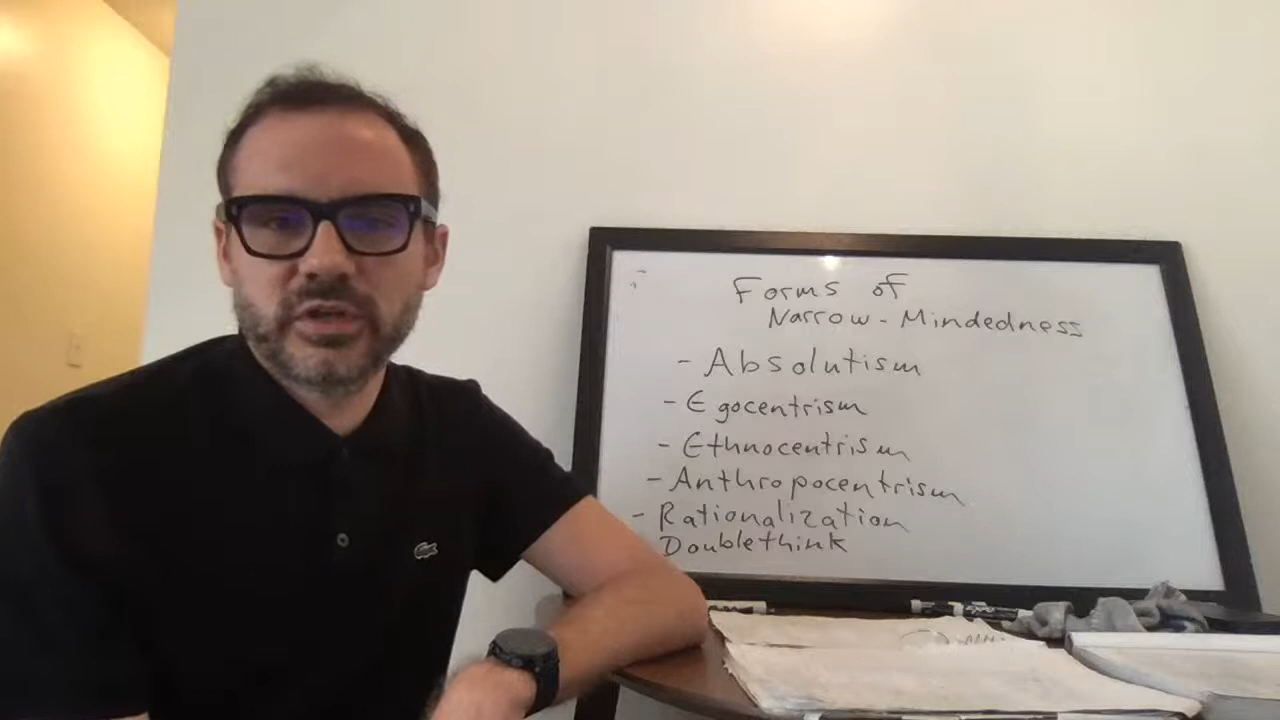 Forms of
Narrow-Mindedness
- Absolutism
- Egocentrism
- Ethnocentrism
- Anthropocentrism
- Rationalization
Doublethink